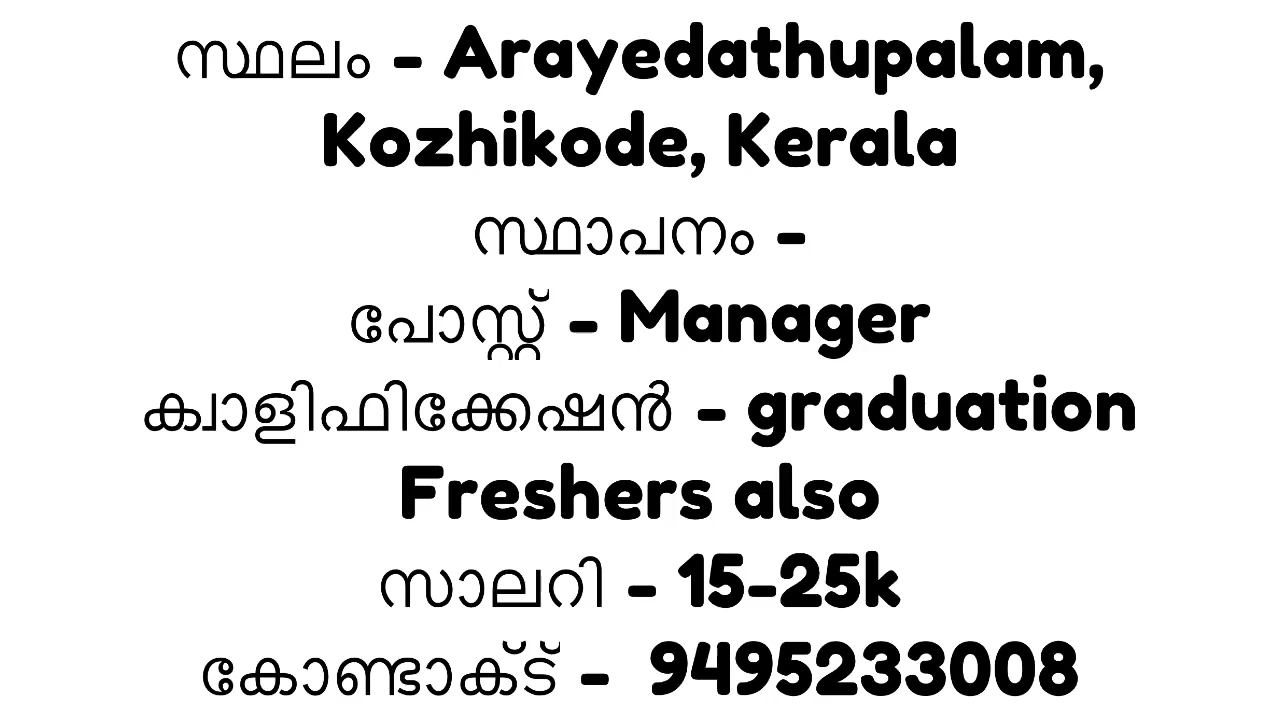 സ്ഥലം - Arayedathupalam,
Kozhikode, Kerala
സ്ഥാപനം -
പോസ്റ്റ് - Manager
ക്വാളിഫിക്കേഷൻ - graduation
Freshers also
സാലറി - 15-25k
കോണ്ടാക്ട് - 9495233008